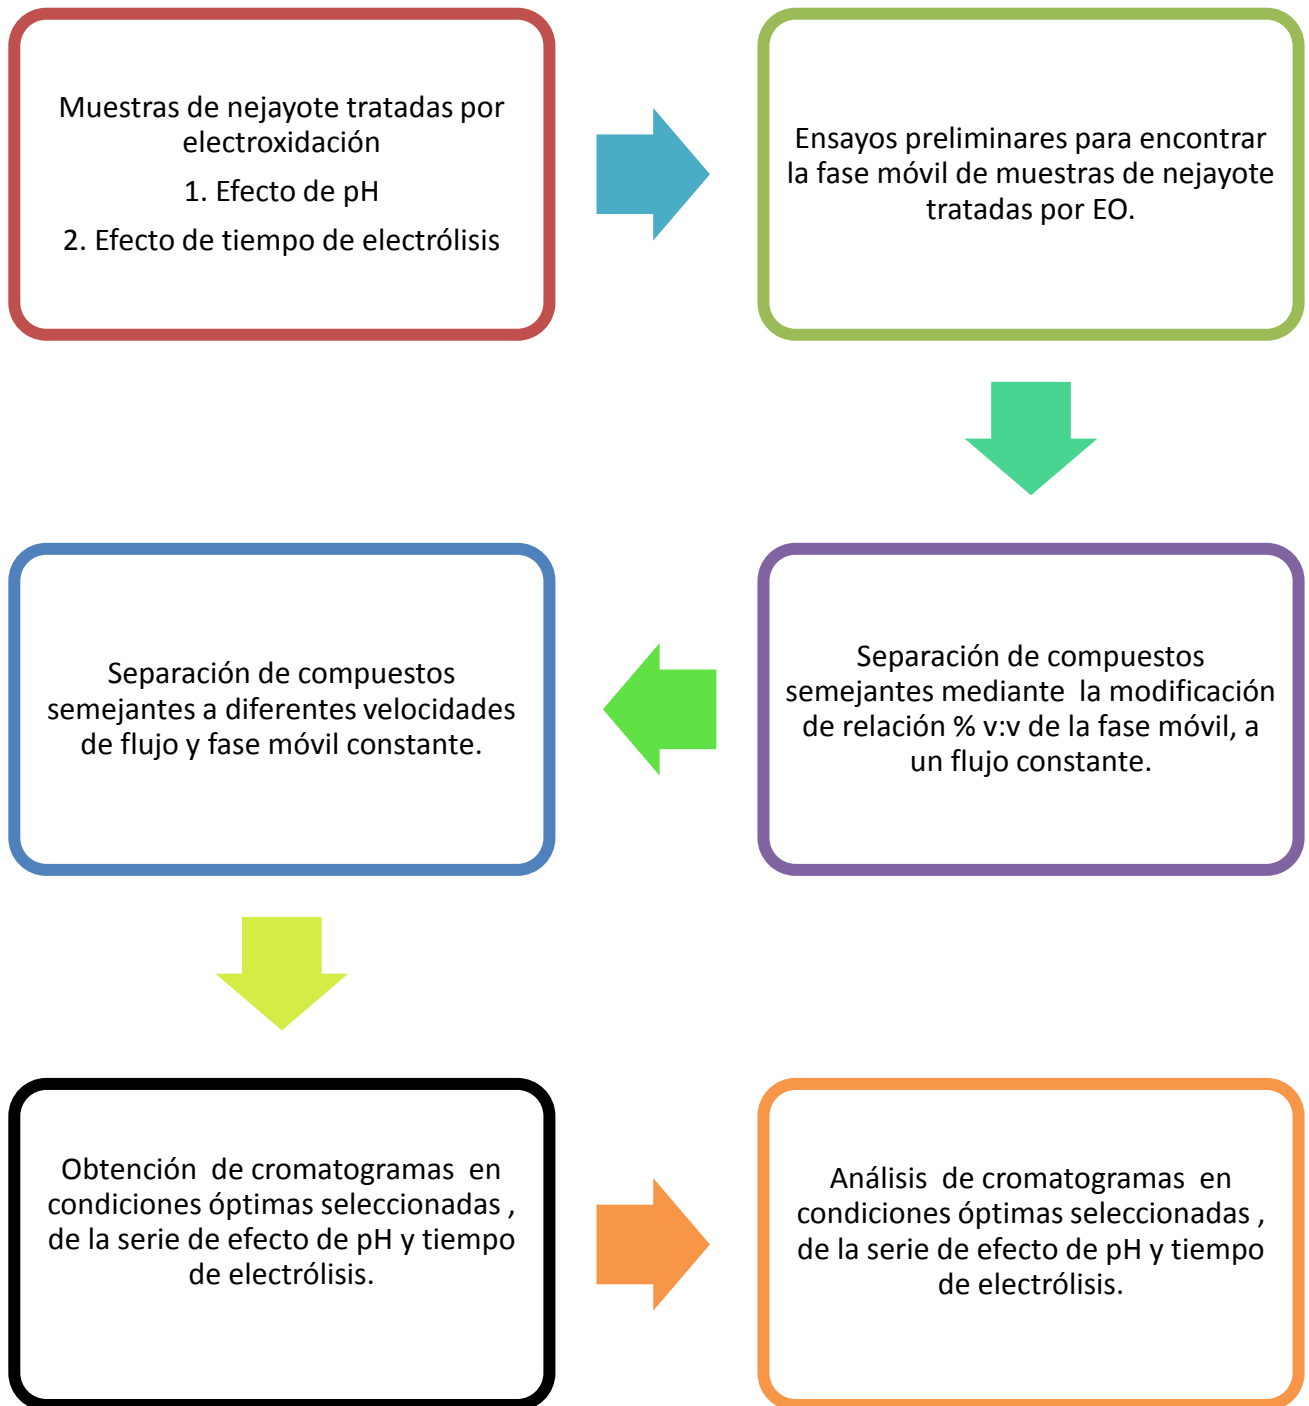 Muestras de nejayote tratadas por
electroxidación
1. Efecto de pH
2. Efecto de tiempo de electrólisis
Ensayos preliminares para encontrar
la fase móvil de muestras de nejayote
tratadas por EO.
Separación de compuestos
semejantes mediante  la modificación
de relación % v:v de la fase móvil, a
un flujo constante.
Separación de compuestos
semejantes a diferentes velocidades
de flujo y fase móvil constante.
Obtención  de cromatogramas  en
condiciones óptimas seleccionadas ,
de la serie de efecto de pH y tiempo
de electrólisis.
Análisis  de cromatogramas  en
condiciones óptimas seleccionadas ,
de la serie de efecto de pH y tiempo
de electrólisis.